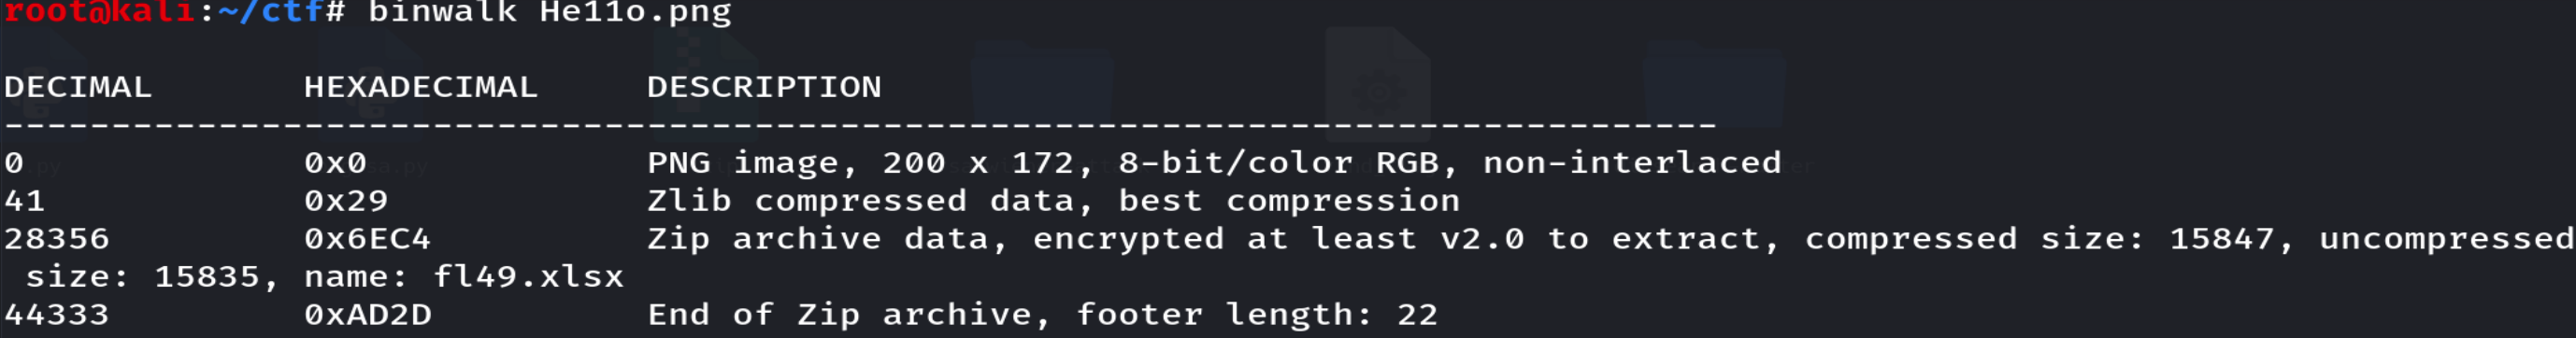 root@kali:~/ctf# binwalk He11o.png
DECIMAL       HEXADECIMAL     DESCRIPTION
--------------------------------------------------------------------------------
0             0x0             PNG image, 200 x 172, 8-bit/color RGB, non-interlaced
41            0x29            Zlib compressed data, best compression
28356         0x6EC4          Zip archive data, encrypted at least v2.0 to extract, compressed size: 15847, uncompressed
 size: 15835, name: fl49.xlsx
44333         0xAD2D          End of Zip archive, footer length: 22